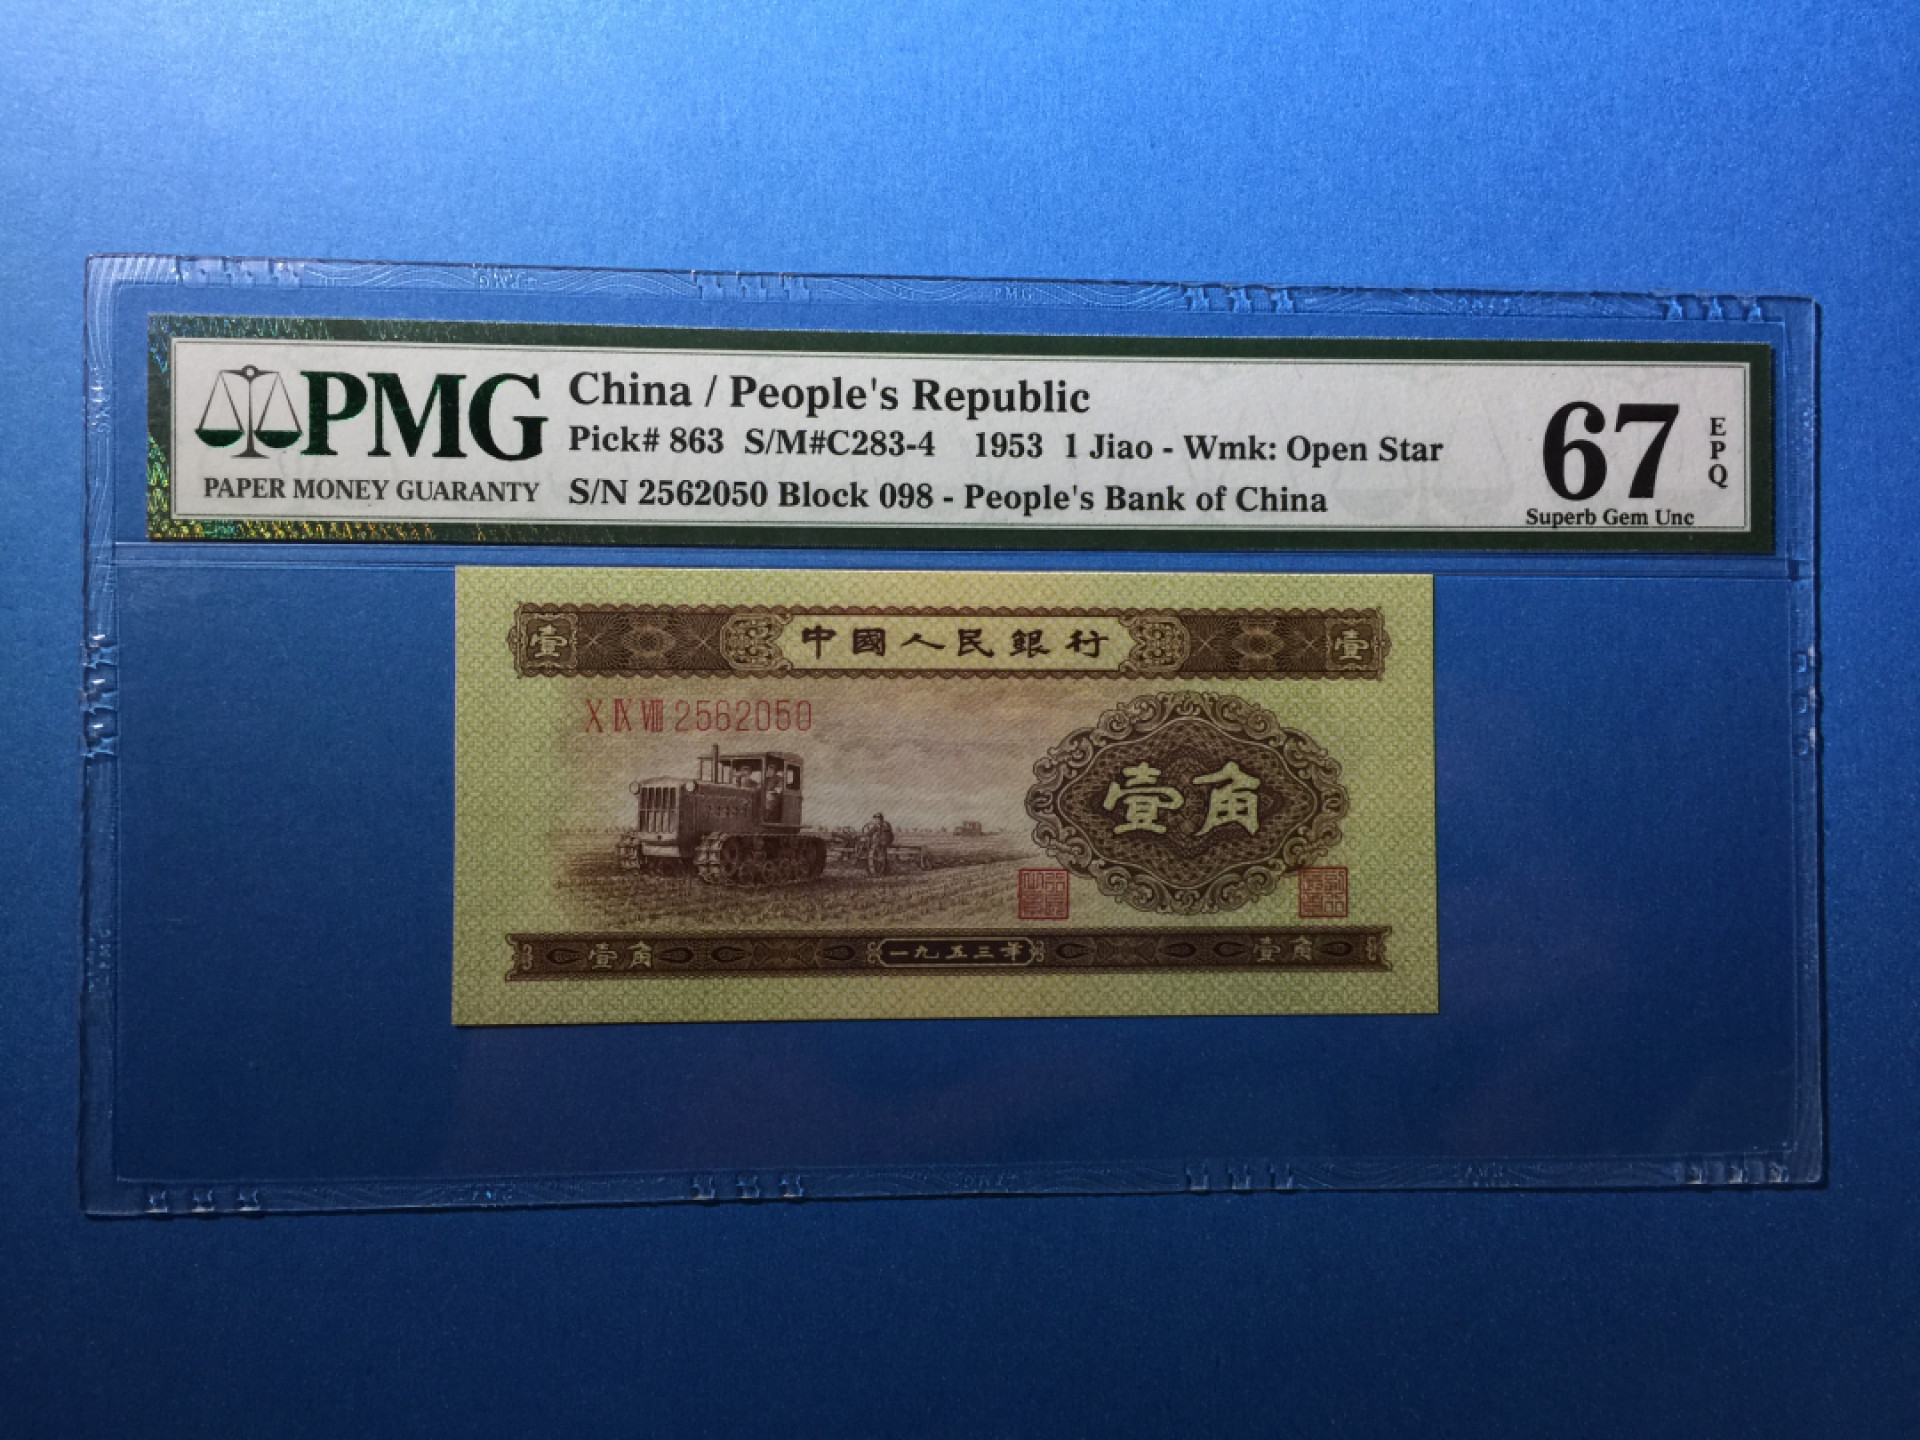 PMG
PAPER MONEY GUARANTY
China / People's Republic
Pick# 863 S/M#C283-4 1953 1 Jiao - Wmk: Open Star
S/N 2562050 Block 098 - People's Bank of China
67
EPQ
Superb Gem Unc
壹 中國人民銀行 壹
X IX VIII 2562050
壹角
壹角 一九五三年 壹角